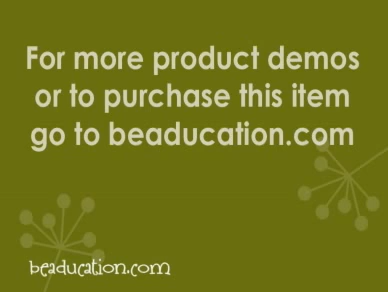 For more product demos
or to purchase this item
go to beaducation.com
beaducation.com